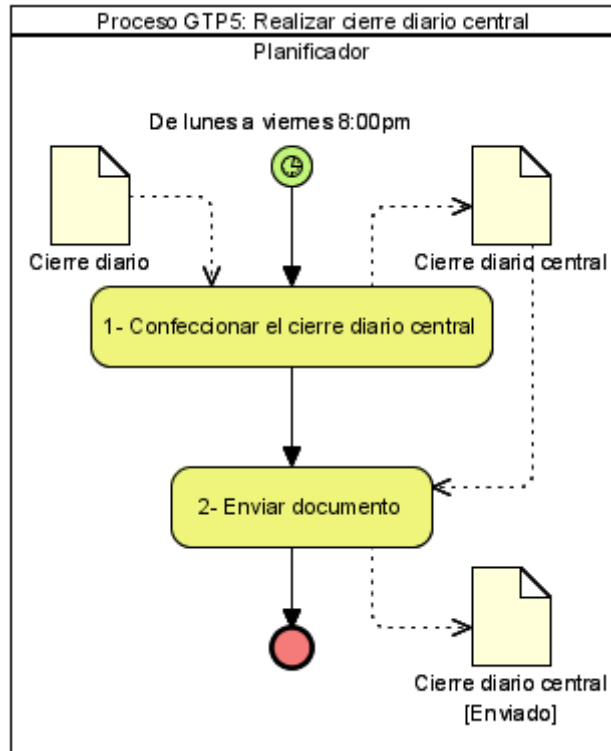 Proceso GTP5: Realizar cierre diario central
Planificador
De lunes a viernes 8:00pm
Cierre diario
Cierre diario central
1- Confeccionar el cierre diario central
2- Enviar documento
Cierre diario central
[Enviado]